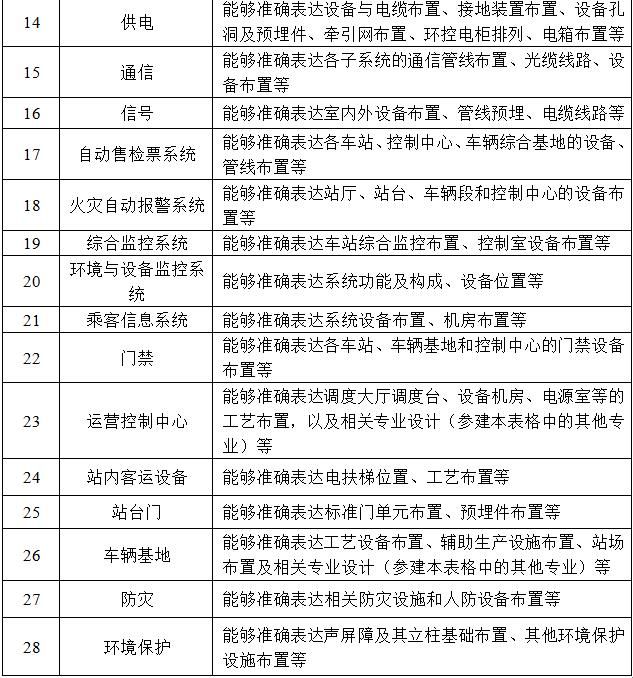 14 供电 能够准确表达设备与电缆布置、接地装置布置、设备孔
洞及预埋件、牵引网布置、环控电柜排列、电箱布置等
15 通信 能够准确表达各子系统的通信管线布置、光缆线路、设
备布置等
16 信号 能够准确表达室内外设备布置、管线预埋、电缆线路等
17 自动售检票系统 能够准确表达各车站、控制中心、车辆综合基地的设备、
管线布置等
18 火灾自动报警系统 能够准确表达站厅、站台、车辆段和控制中心的设备布
置等
19 综合监控系统 能够准确表达车站综合监控布置、控制室设备布置等
20 环境与设备监控系
统 能够准确表达系统功能及构成、设备位置等
21 乘客信息系统 能够准确表达系统设备布置、机房布置等
22 门禁 能够准确表达各车站、车辆基地和控制中心的门禁设备
布置等
23 运营控制中心 能够准确表达调度大厅调度台、设备机房、电源室等的
工艺布置，以及相关专业设计（参建本表格中的其他专
业）等
24 站内客运设备 能够准确表达电扶梯位置、工艺布置等
25 站台门 能够准确表达标准门单元布置、预埋件布置等
26 车辆基地 能够准确表达工艺设备布置、辅助生产设施布置、站场
布置及相关专业设计（参建本表格中的其他专业）等
27 防灾 能够准确表达相关防灾设施和人防设备布置等
28 环境保护 能够准确表达声屏障及其立柱基础布置、其他环境保护
设施布置等